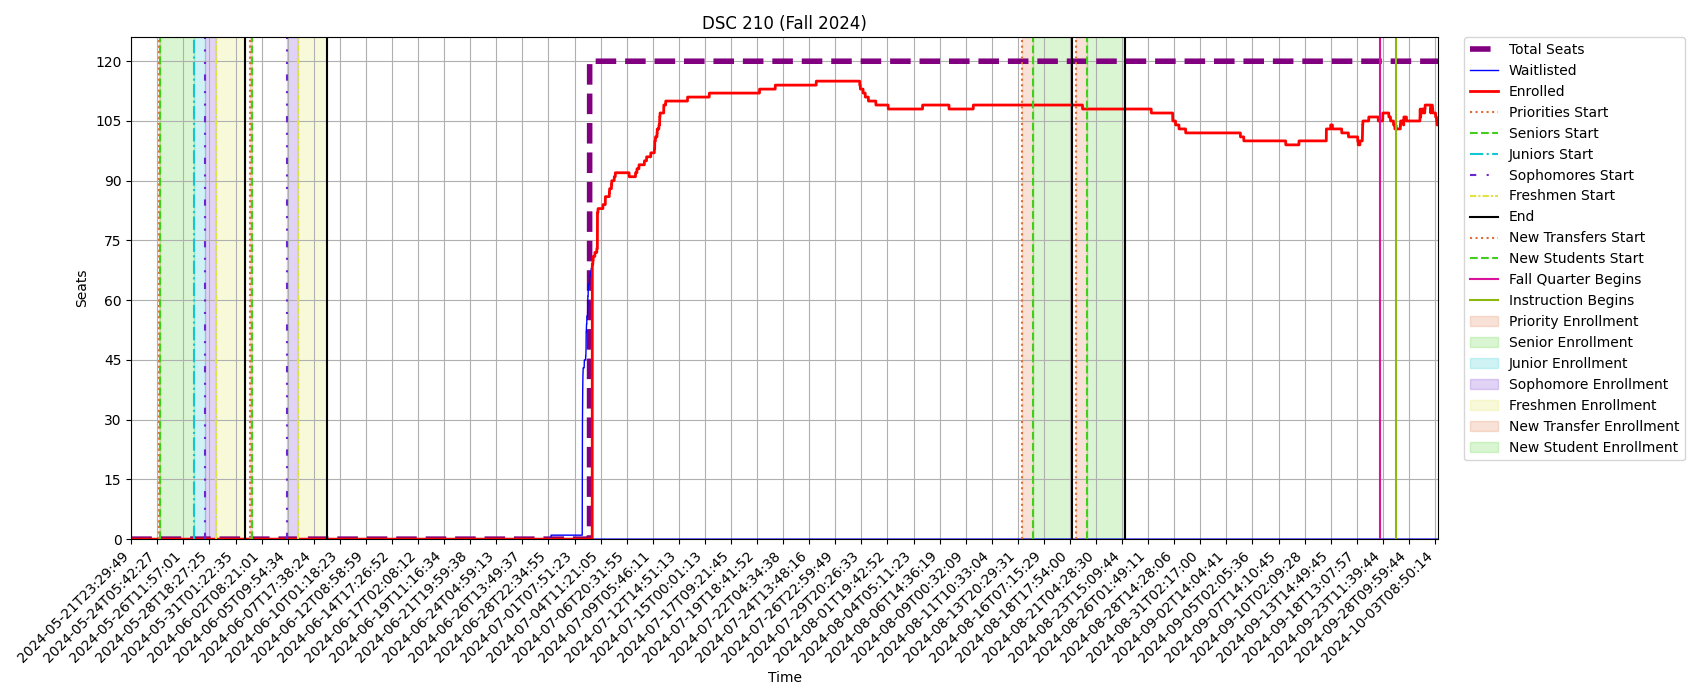 DSC 210 (Fall 2024)
Seats
120
105
90
75
60
45
30
15
0
2024-05-21T23:29:49
2024-05-24T05:42:27
2024-05-26T11:57:01
2024-05-28T18:27:25
2024-05-31T01:22:35
2024-06-02T08:21:01
2024-06-05T09:54:34
2024-06-07T17:38:24
2024-06-10T01:18:23
2024-06-12T08:58:59
2024-06-14T17:26:52
2024-06-17T02:08:12
2024-06-19T11:16:34
2024-06-21T19:59:38
2024-06-24T04:59:13
2024-06-26T13:49:37
2024-06-28T22:34:55
2024-07-01T07:51:23
2024-07-04T11:21:05
2024-07-06T20:31:55
2024-07-09T05:46:11
2024-07-12T14:51:13
2024-07-15T00:01:13
2024-07-17T09:21:45
2024-07-19T18:41:52
2024-07-22T04:34:38
2024-07-24T13:48:16
2024-07-26T22:59:49
2024-07-29T20:26:33
2024-08-01T19:42:52
2024-08-04T05:11:23
2024-08-06T14:36:19
2024-08-09T00:32:09
2024-08-11T10:33:04
2024-08-13T20:29:31
2024-08-16T07:15:29
2024-08-18T17:54:00
2024-08-21T04:28:30
2024-08-23T15:09:44
2024-08-26T01:49:11
2024-08-28T14:28:06
2024-08-31T02:17:00
2024-09-02T14:04:41
2024-09-05T02:05:36
2024-09-07T14:10:45
2024-09-10T02:09:28
2024-09-13T14:49:45
2024-09-18T13:07:57
2024-09-23T11:39:44
2024-09-28T09:59:44
2024-10-03T08:50:14
Time
Total Seats
Waitlisted
Enrolled
Priorities Start
Seniors Start
Juniors Start
Sophomores Start
Freshmen Start
End
New Transfers Start
New Students Start
Fall Quarter Begins
Instruction Begins
Priority Enrollment
Senior Enrollment
Junior Enrollment
Sophomore Enrollment
Freshmen Enrollment
New Transfer Enrollment
New Student Enrollment